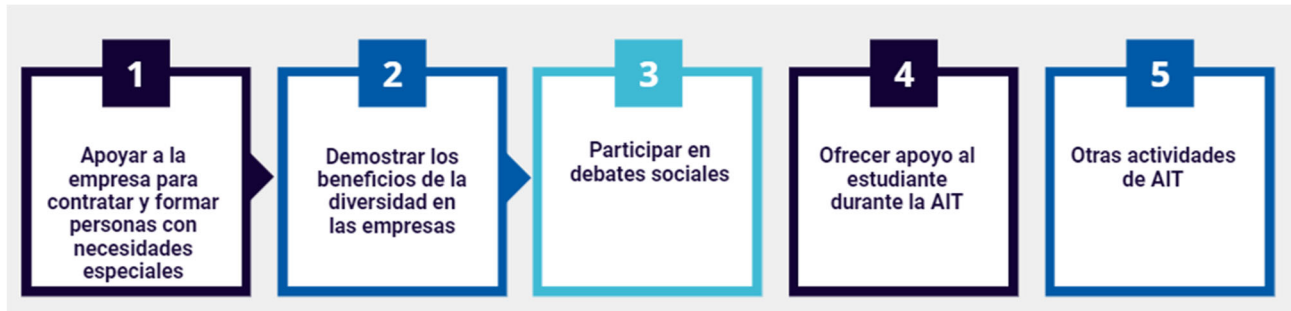 1
Apoyar a la
empresa para
contratar y formar
personas con
necesidades
especiales
2
Demostrar los
beneficios de la
diversidad en
las empresas
3
Participar en
debates sociales
4
Ofrecer apoyo al
estudiante
durante la AIT
5
Otras actividades
de AIT